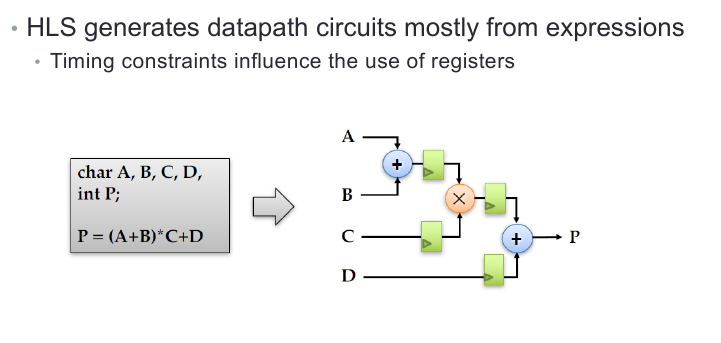 • HLS generates datapath circuits mostly from expressions
• Timing constraints influence the use of registers
char A, B, C, D,
int P;
P = (A+B)*C+D
A
+
B
×
C
+
P
D